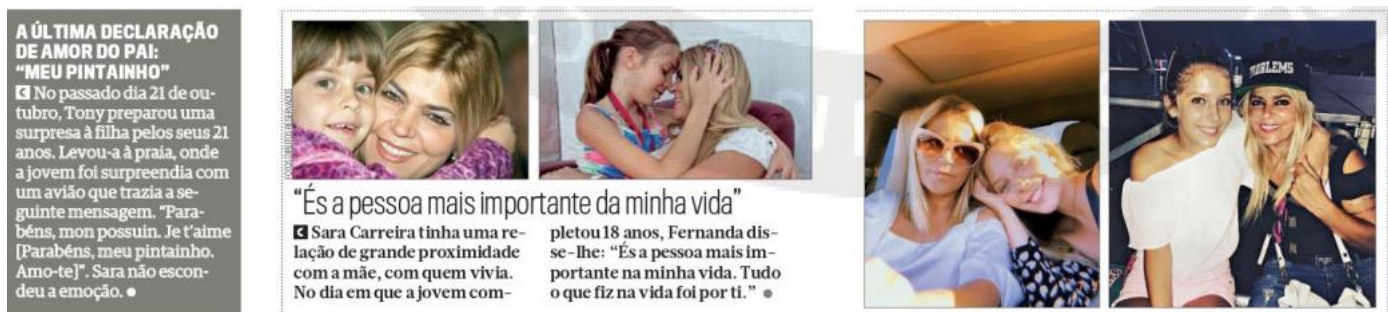 A ÚLTIMA DECLARAÇÃO
DE AMOR DO PAI:
“MEU PINTAINHO”
No passado dia 21 de ou-
tubro, Tony preparou uma
surpresa à filha pelos seus 21
anos. Levou-a à praia, onde
a jovem foi surpreendia com
um avião que trazia a se-
guinte mensagem. “Para-
béns, mon possuin. Je t’aime
[Parabéns, meu pintainho.
Amo-te]”. Sara não escon-
deu a emoção.
FOTOS DIREITOS RESERVADOS
“És a pessoa mais importante da minha vida”
Sara Carreira tinha uma re-
lação de grande proximidade
com a mãe, com quem vivia.
No dia em que a jovem com-
pletou 18 anos, Fernanda dis-
se-lhe: “És a pessoa mais im-
portante na minha vida. Tudo
o que fiz na vida foi por ti.”